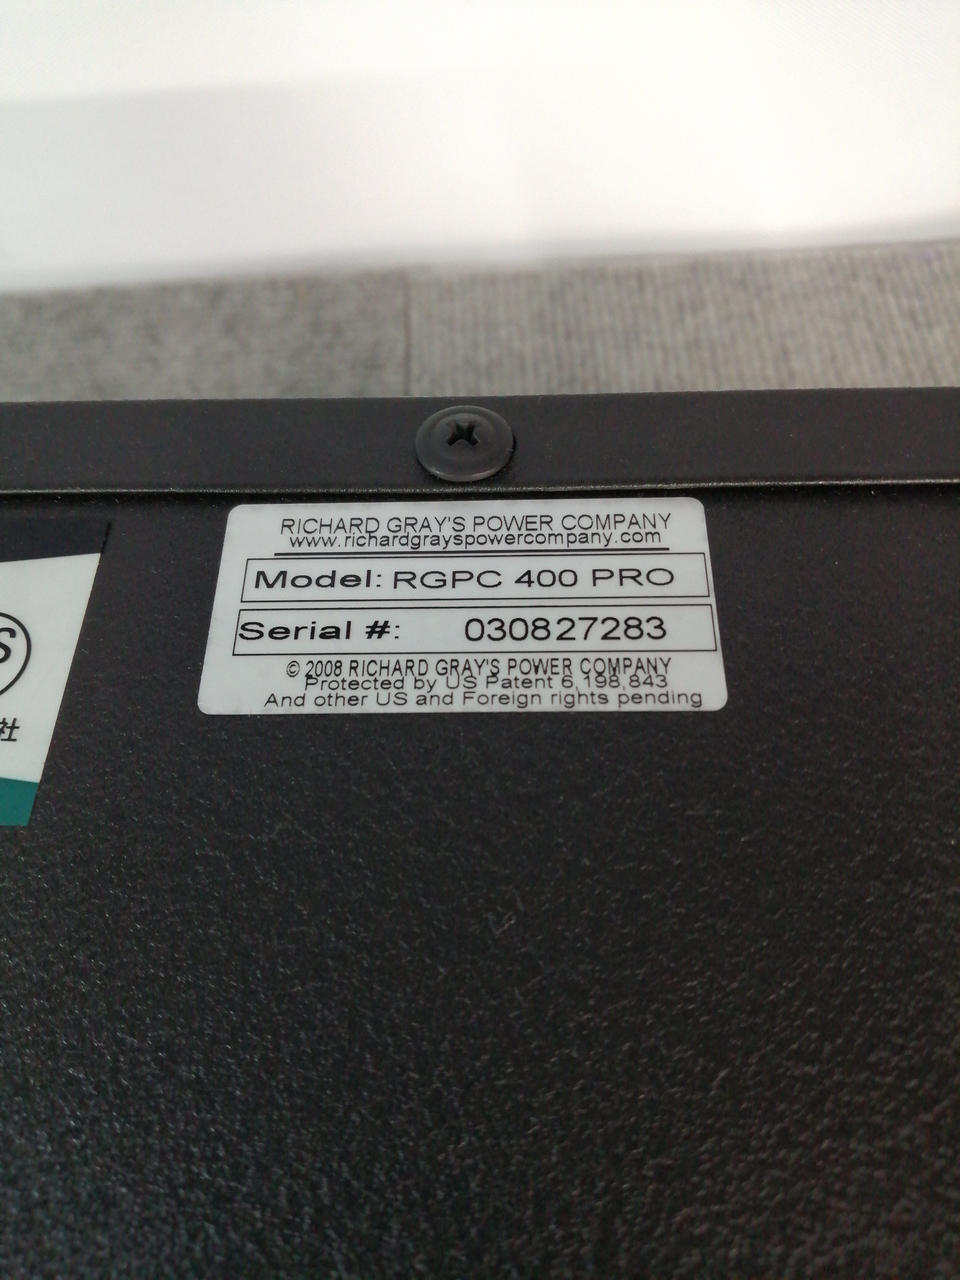 RICHARD GRAY'S POWER COMPANY
www.richardgrayspowercompany.com
Model: RGPC 400 PRO
Serial #: 030827283
© 2008 RICHARD GRAY'S POWER COMPANY
Protected by US Patent 6,198,843
And other US and Foreign rights pending
S
社